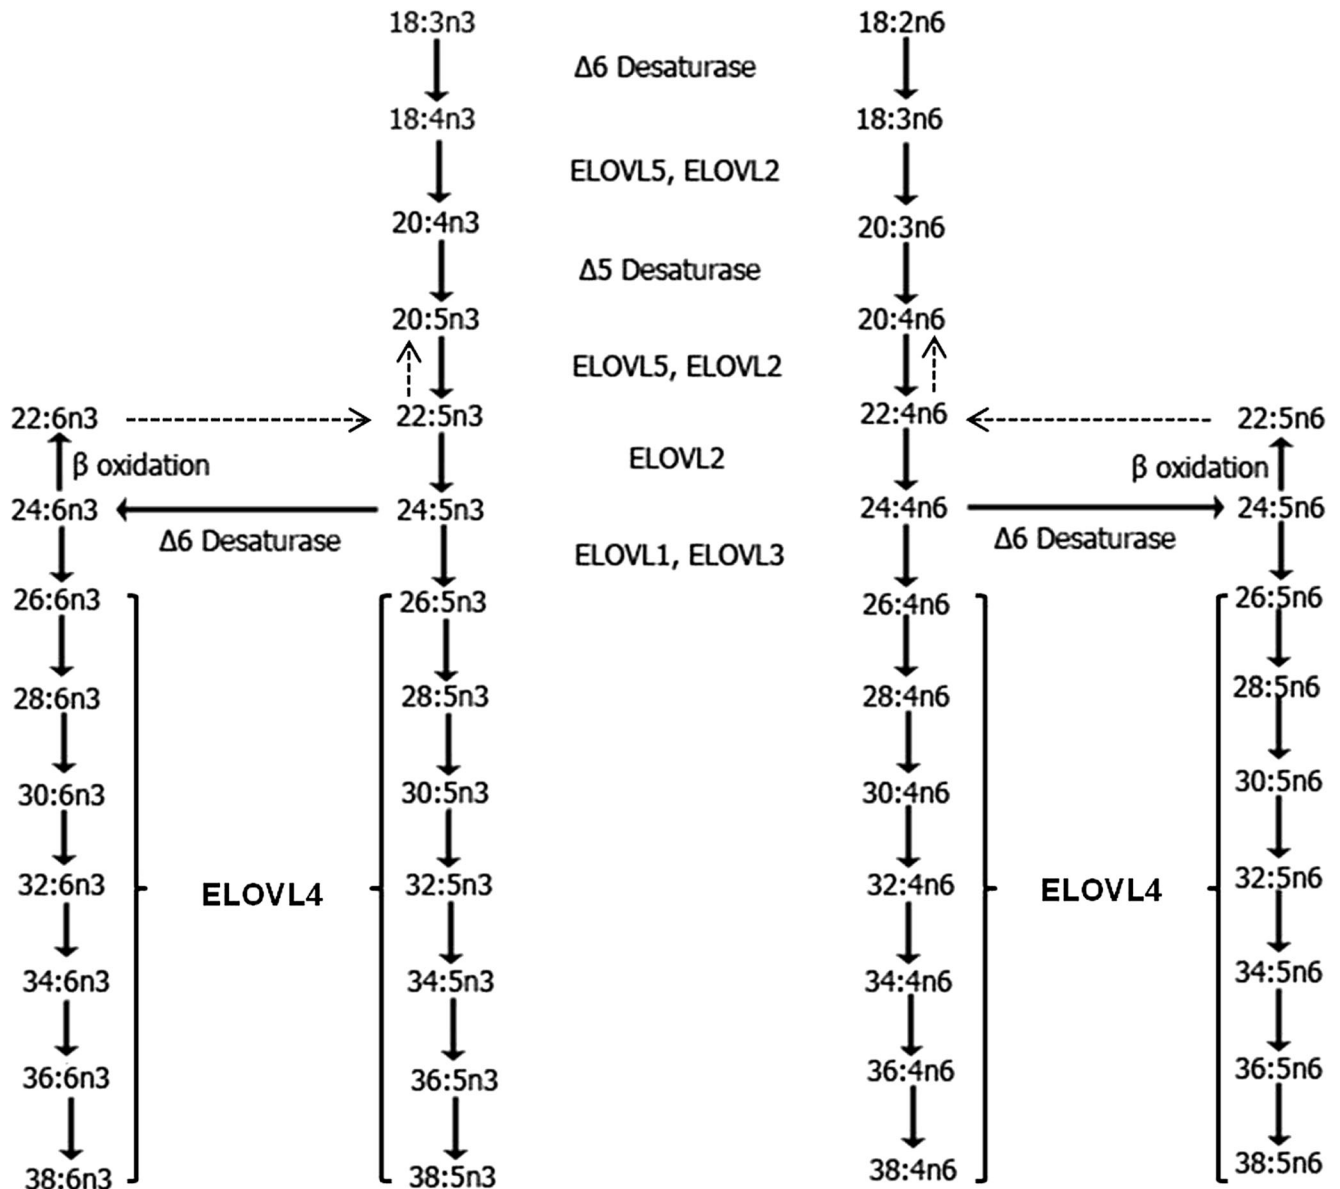 18:3n3 18:2n6
Δ6 Desaturase
18:4n3 18:3n6
ELOVL5, ELOVL2
20:4n3 20:3n6
Δ5 Desaturase
20:5n3 20:4n6
ELOVL5, ELOVL2
22:6n3 22:5n3 22:4n6 22:5n6
β oxidation ELOVL2 β oxidation
24:6n3 24:5n3 24:4n6 24:5n6
Δ6 Desaturase ELOVL1, ELOVL3 Δ6 Desaturase
26:6n3 26:5n3 26:4n6 26:5n6
28:6n3 28:5n3 28:4n6 28:5n6
30:6n3 30:5n3 30:4n6 30:5n6
32:6n3 ELOVL4 32:5n3 32:4n6 ELOVL4 32:5n6
34:6n3 34:5n3 34:4n6 34:5n6
36:6n3 36:5n3 36:4n6 36:5n6
38:6n3 38:5n3 38:4n6 38:5n6